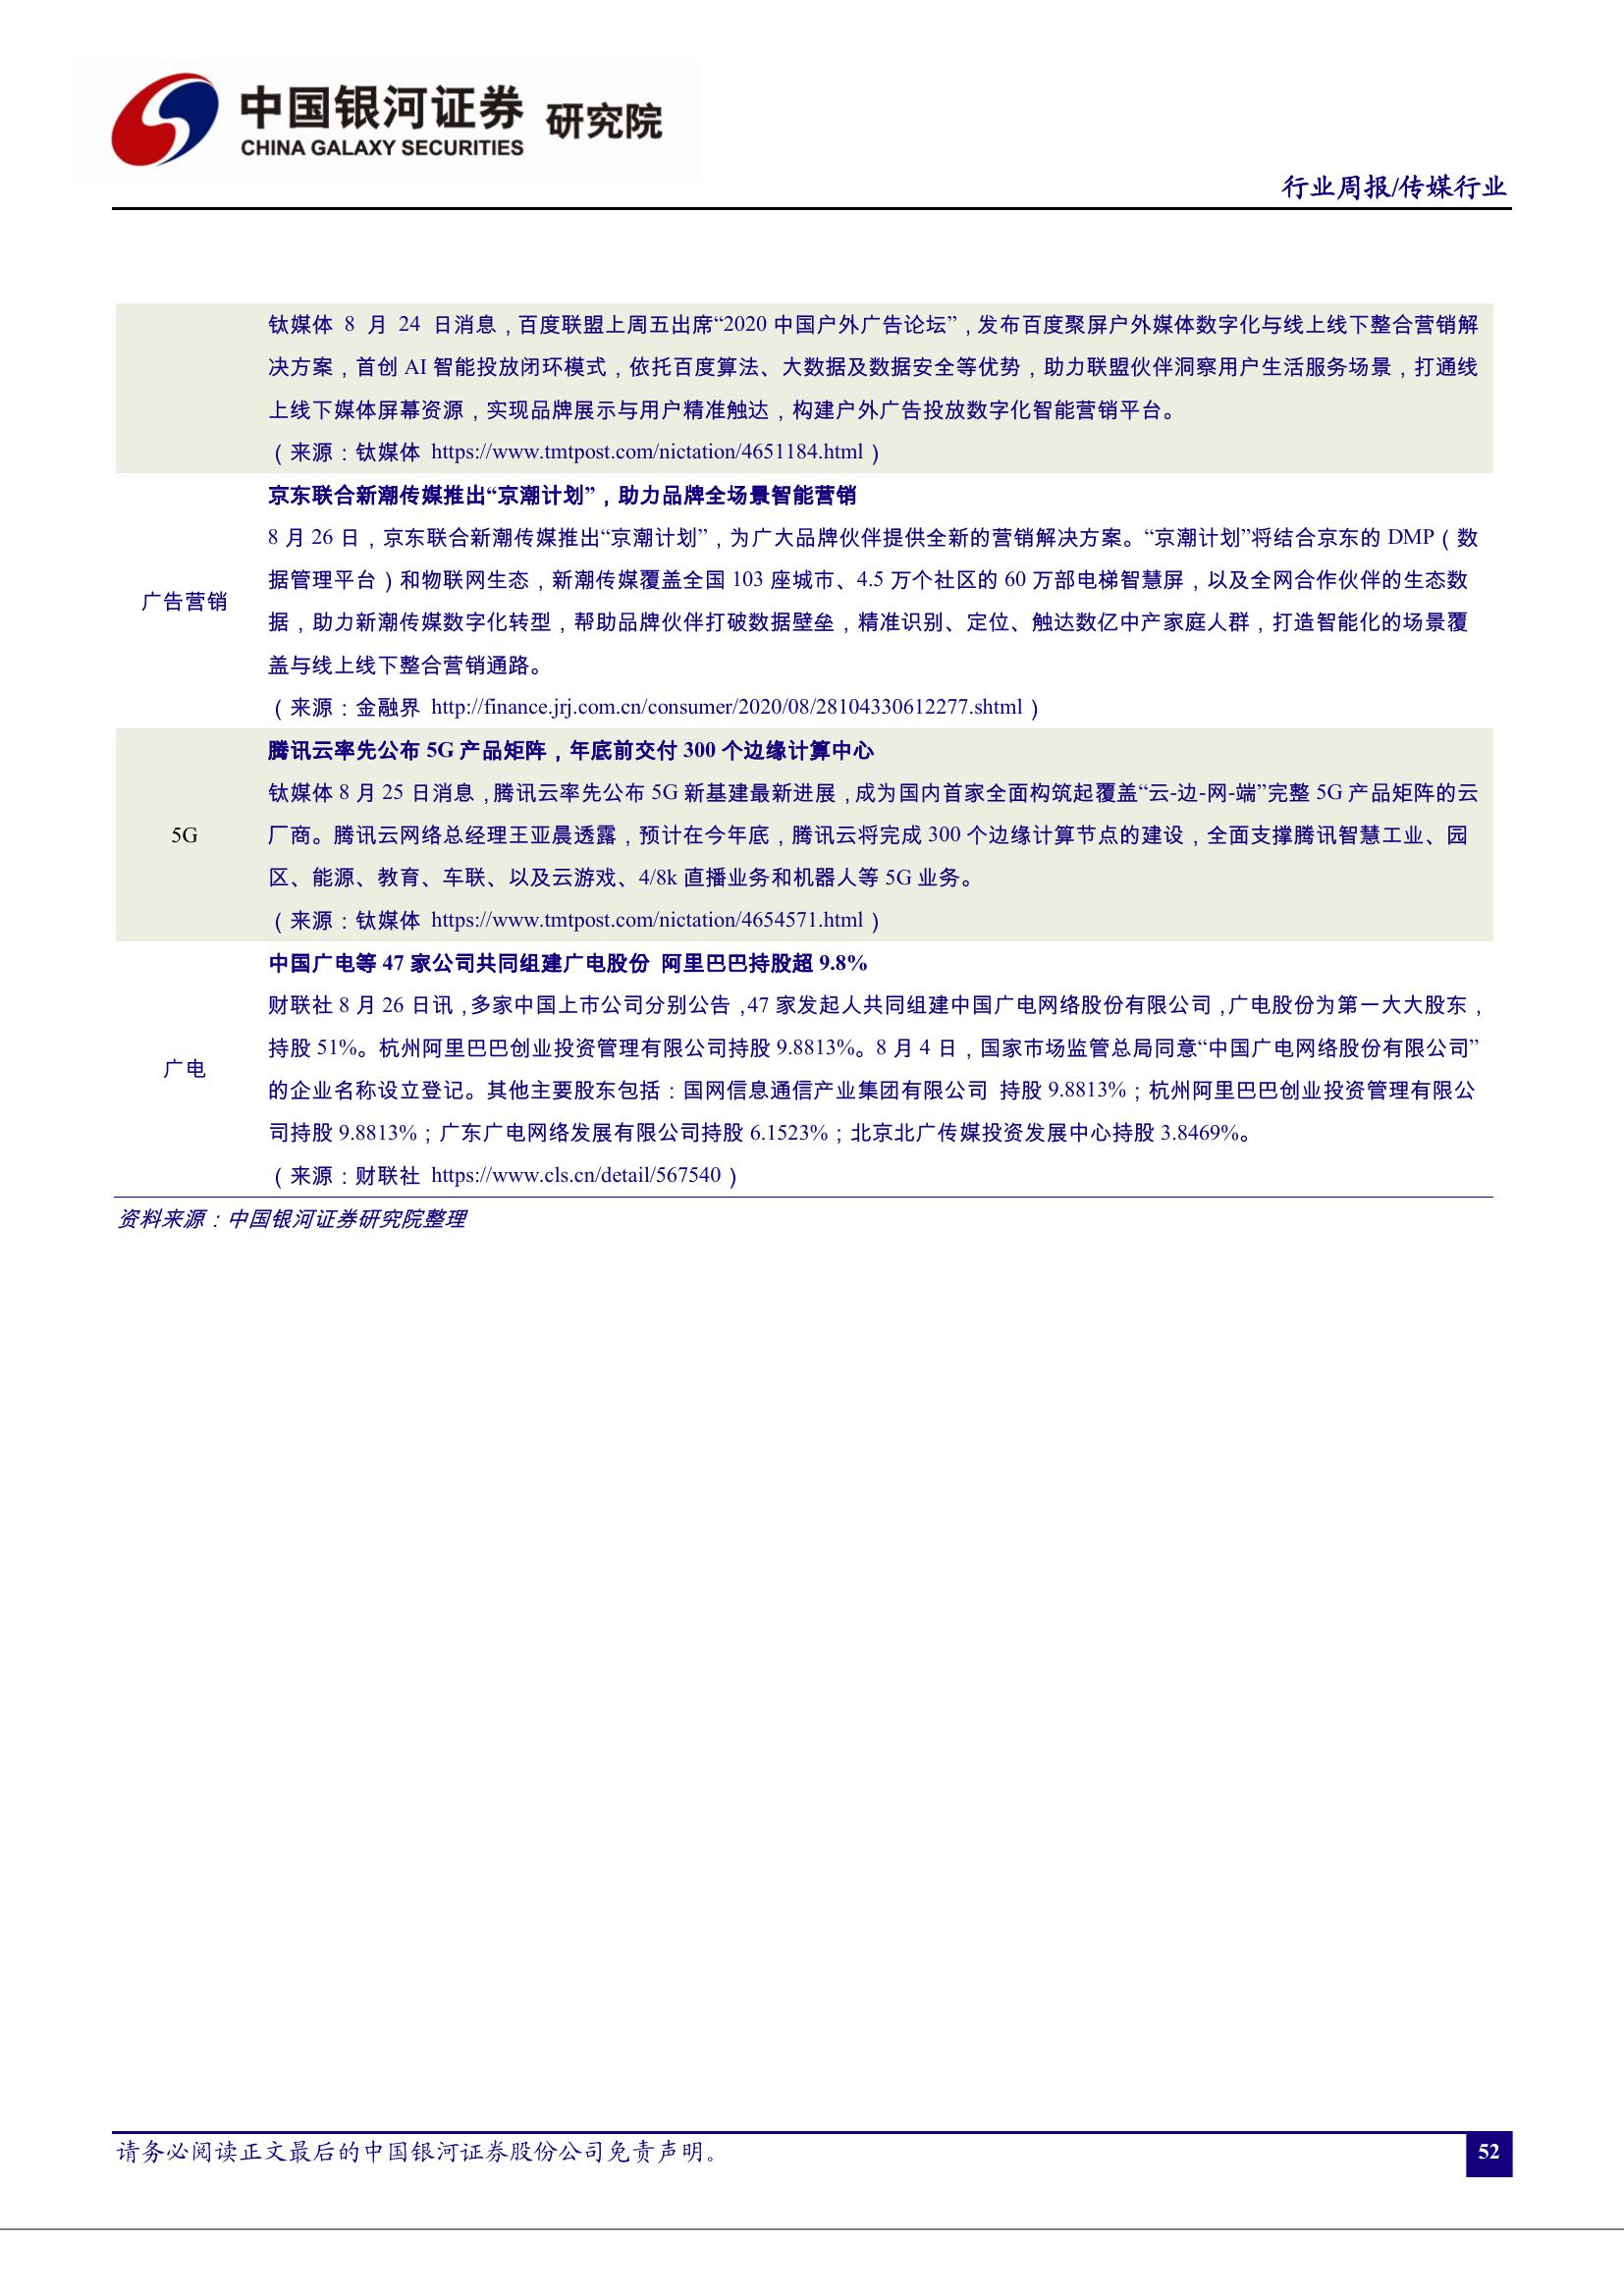 中国银河证券 研究院
CHINA GALAXY SECURITIES
行业周报/传媒行业
钛媒体 8 月 24 日消息，百度联盟上周五出席“2020 中国户外广告论坛”，发布百度聚屏户外媒体数字化与线上线下整合营销解
决方案，首创 AI 智能投放闭环模式，依托百度算法、大数据及数据安全等优势，助力联盟伙伴洞察用户生活服务场景，打通线
上线下媒体屏幕资源，实现品牌展示与用户精准触达，构建户外广告投放数字化智能营销平台。
（来源：钛媒体 https://www.tmtpost.com/nictation/4651184.html）
广告营销
京东联合新潮传媒推出“京潮计划”，助力品牌全场景智能营销
8 月 26 日，京东联合新潮传媒推出“京潮计划”，为广大品牌伙伴提供全新的营销解决方案。“京潮计划”将结合京东的 DMP（数
据管理平台）和物联网生态，新潮传媒覆盖全国 103 座城市、4.5 万个社区的 60 万部电梯智慧屏，以及全网合作伙伴的生态数
据，助力新潮传媒数字化转型，帮助品牌伙伴打破数据壁垒，精准识别、定位、触达数亿中产家庭人群，打造智能化的场景覆
盖与线上线下整合营销通路。
（来源：金融界 http://finance.jrj.com.cn/consumer/2020/08/28104330612277.shtml）
5G
腾讯云率先公布 5G 产品矩阵，年底前交付 300 个边缘计算中心
钛媒体 8 月 25 日消息，腾讯云率先公布 5G 新基建最新进展，成为国内首家全面构筑起覆盖“云-边-网-端”完整 5G 产品矩阵的云
厂商。腾讯云网络总经理王亚晨透露，预计在今年底，腾讯云将完成 300 个边缘计算节点的建设，全面支撑腾讯智慧工业、园
区、能源、教育、车联、以及云游戏、4/8k 直播业务和机器人等 5G 业务。
（来源：钛媒体 https://www.tmtpost.com/nictation/4654571.html）
广电
中国广电等 47 家公司共同组建广电股份 阿里巴巴持股超 9.8%
财联社 8 月 26 日讯，多家中国上市公司分别公告，47 家发起人共同组建中国广电网络股份有限公司，广电股份为第一大大股东，
持股 51%。杭州阿里巴巴创业投资管理有限公司持股 9.8813%。8 月 4 日，国家市场监管总局同意“中国广电网络股份有限公司”
的企业名称设立登记。其他主要股东包括：国网信息通信产业集团有限公司 持股 9.8813%；杭州阿里巴巴创业投资管理有限公
司持股 9.8813%；广东广电网络发展有限公司持股 6.1523%；北京北广传媒投资发展中心持股 3.8469%。
（来源：财联社 https://www.cls.cn/detail/567540）
资料来源：中国银河证券研究院整理
请务必阅读正文最后的中国银河证券股份公司免责声明。
52